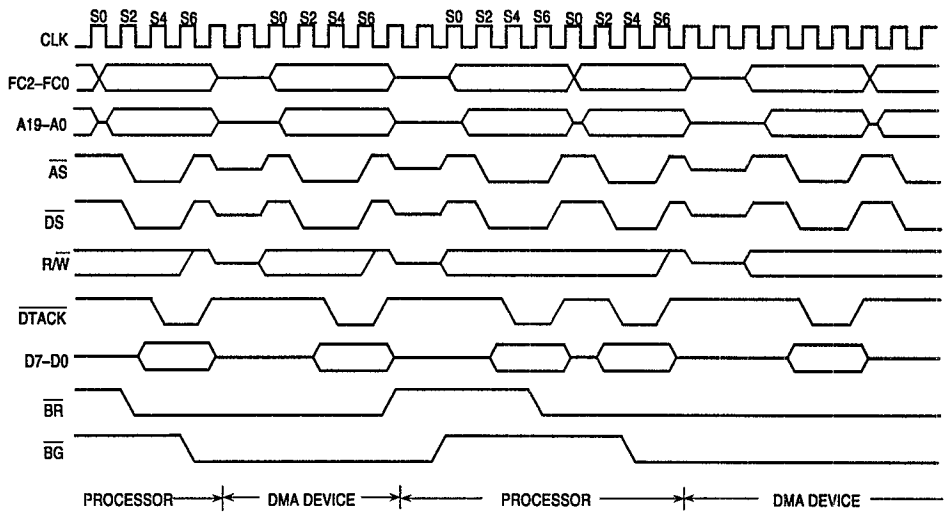 S0 S2 S4 S6 S0 S2 S4 S6 S0 S2 S4 S6 S0 S2 S4 S6
CLK
FC2–FC0
A19–A0
AS
DS
R/W
DTACK
D7–D0
BR
BG
PROCESSOR DMA DEVICE PROCESSOR DMA DEVICE